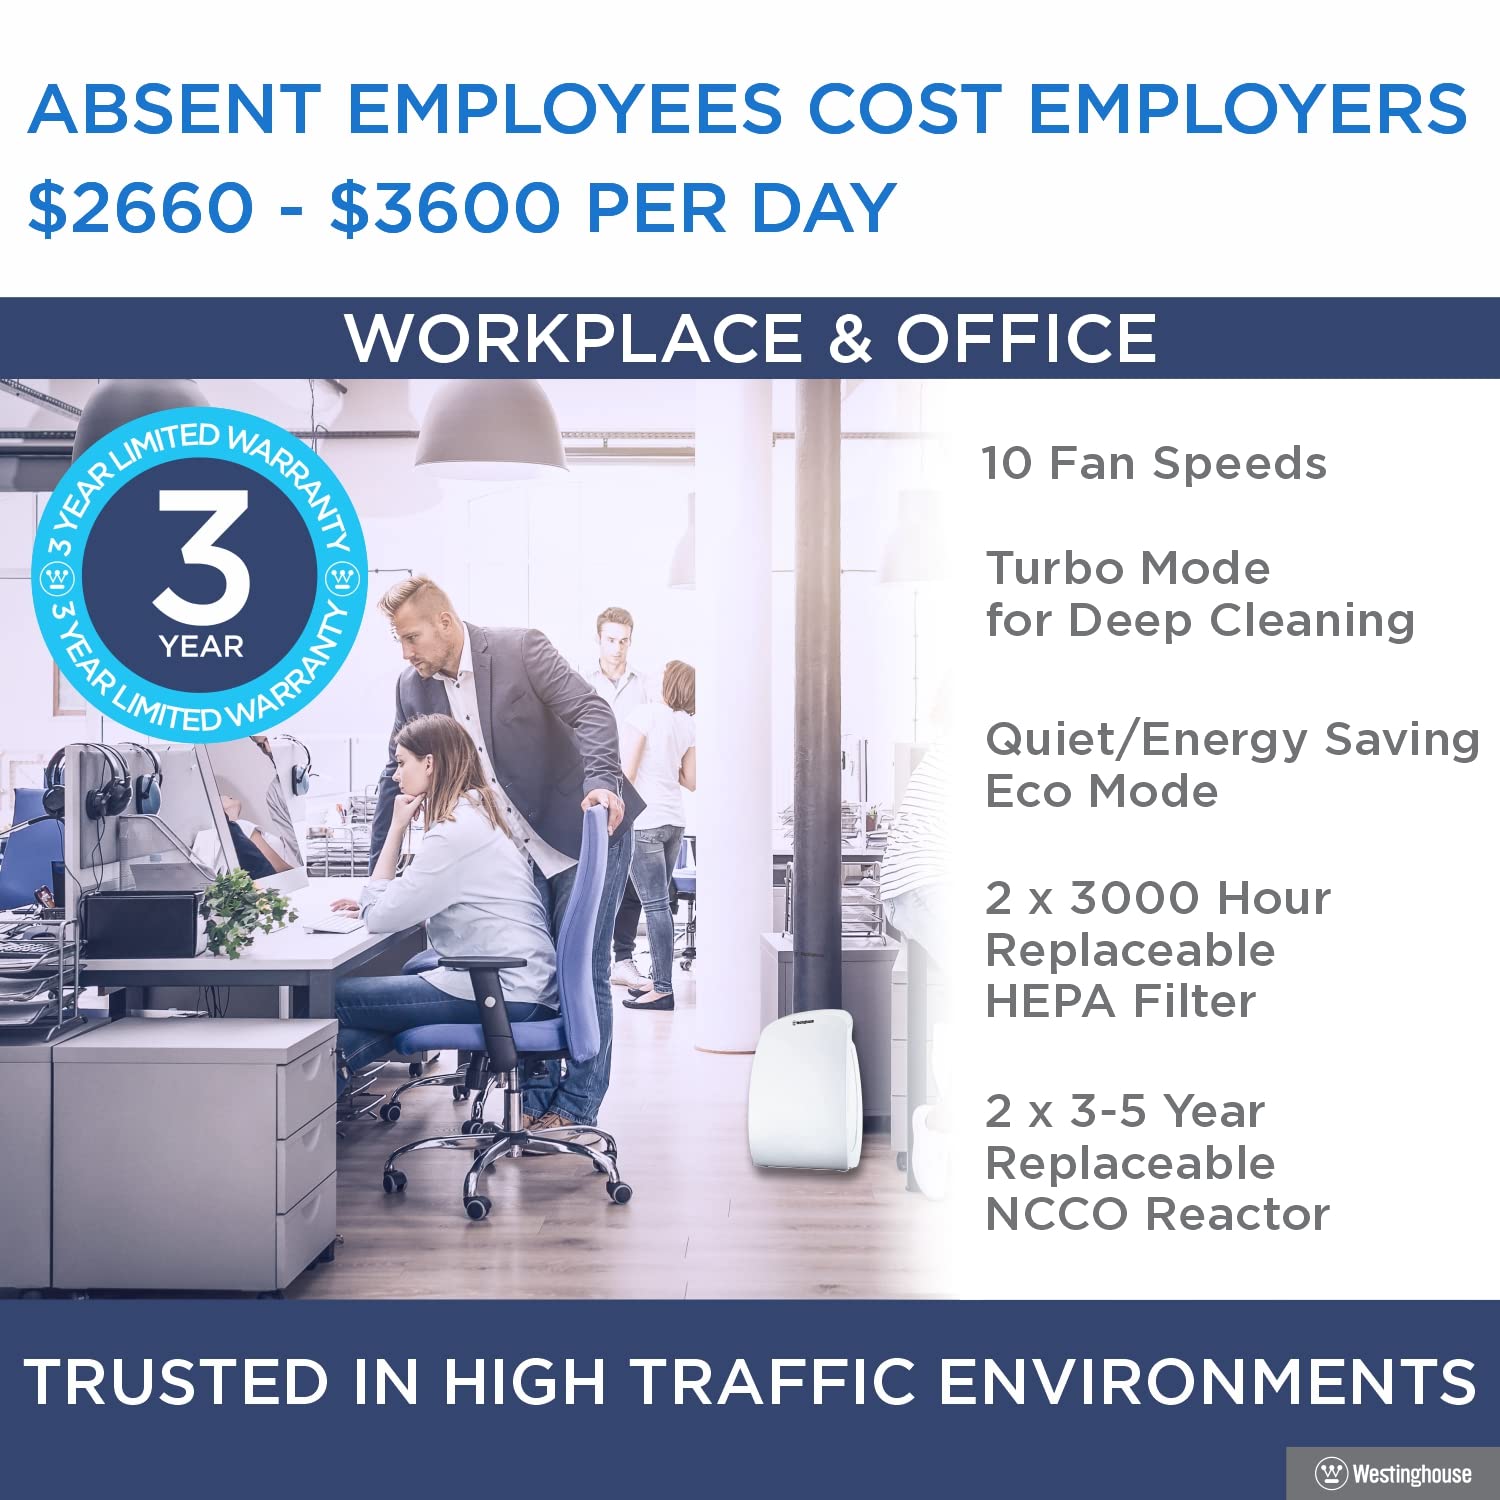 ABSENT EMPLOYEES COST EMPLOYERS
$2660 - $3600 PER DAY
WORKPLACE & OFFICE
3 YEAR LIMITED WARRANTY
3
YEAR
3 YEAR LIMITED WARRANTY
10 Fan Speeds
Turbo Mode
for Deep Cleaning
Quiet/Energy Saving
Eco Mode
2 x 3000 Hour
Replaceable
HEPA Filter
2 x 3-5 Year
Replaceable
NCCO Reactor
Westinghouse
TRUSTED IN HIGH TRAFFIC ENVIRONMENTS
Westinghouse